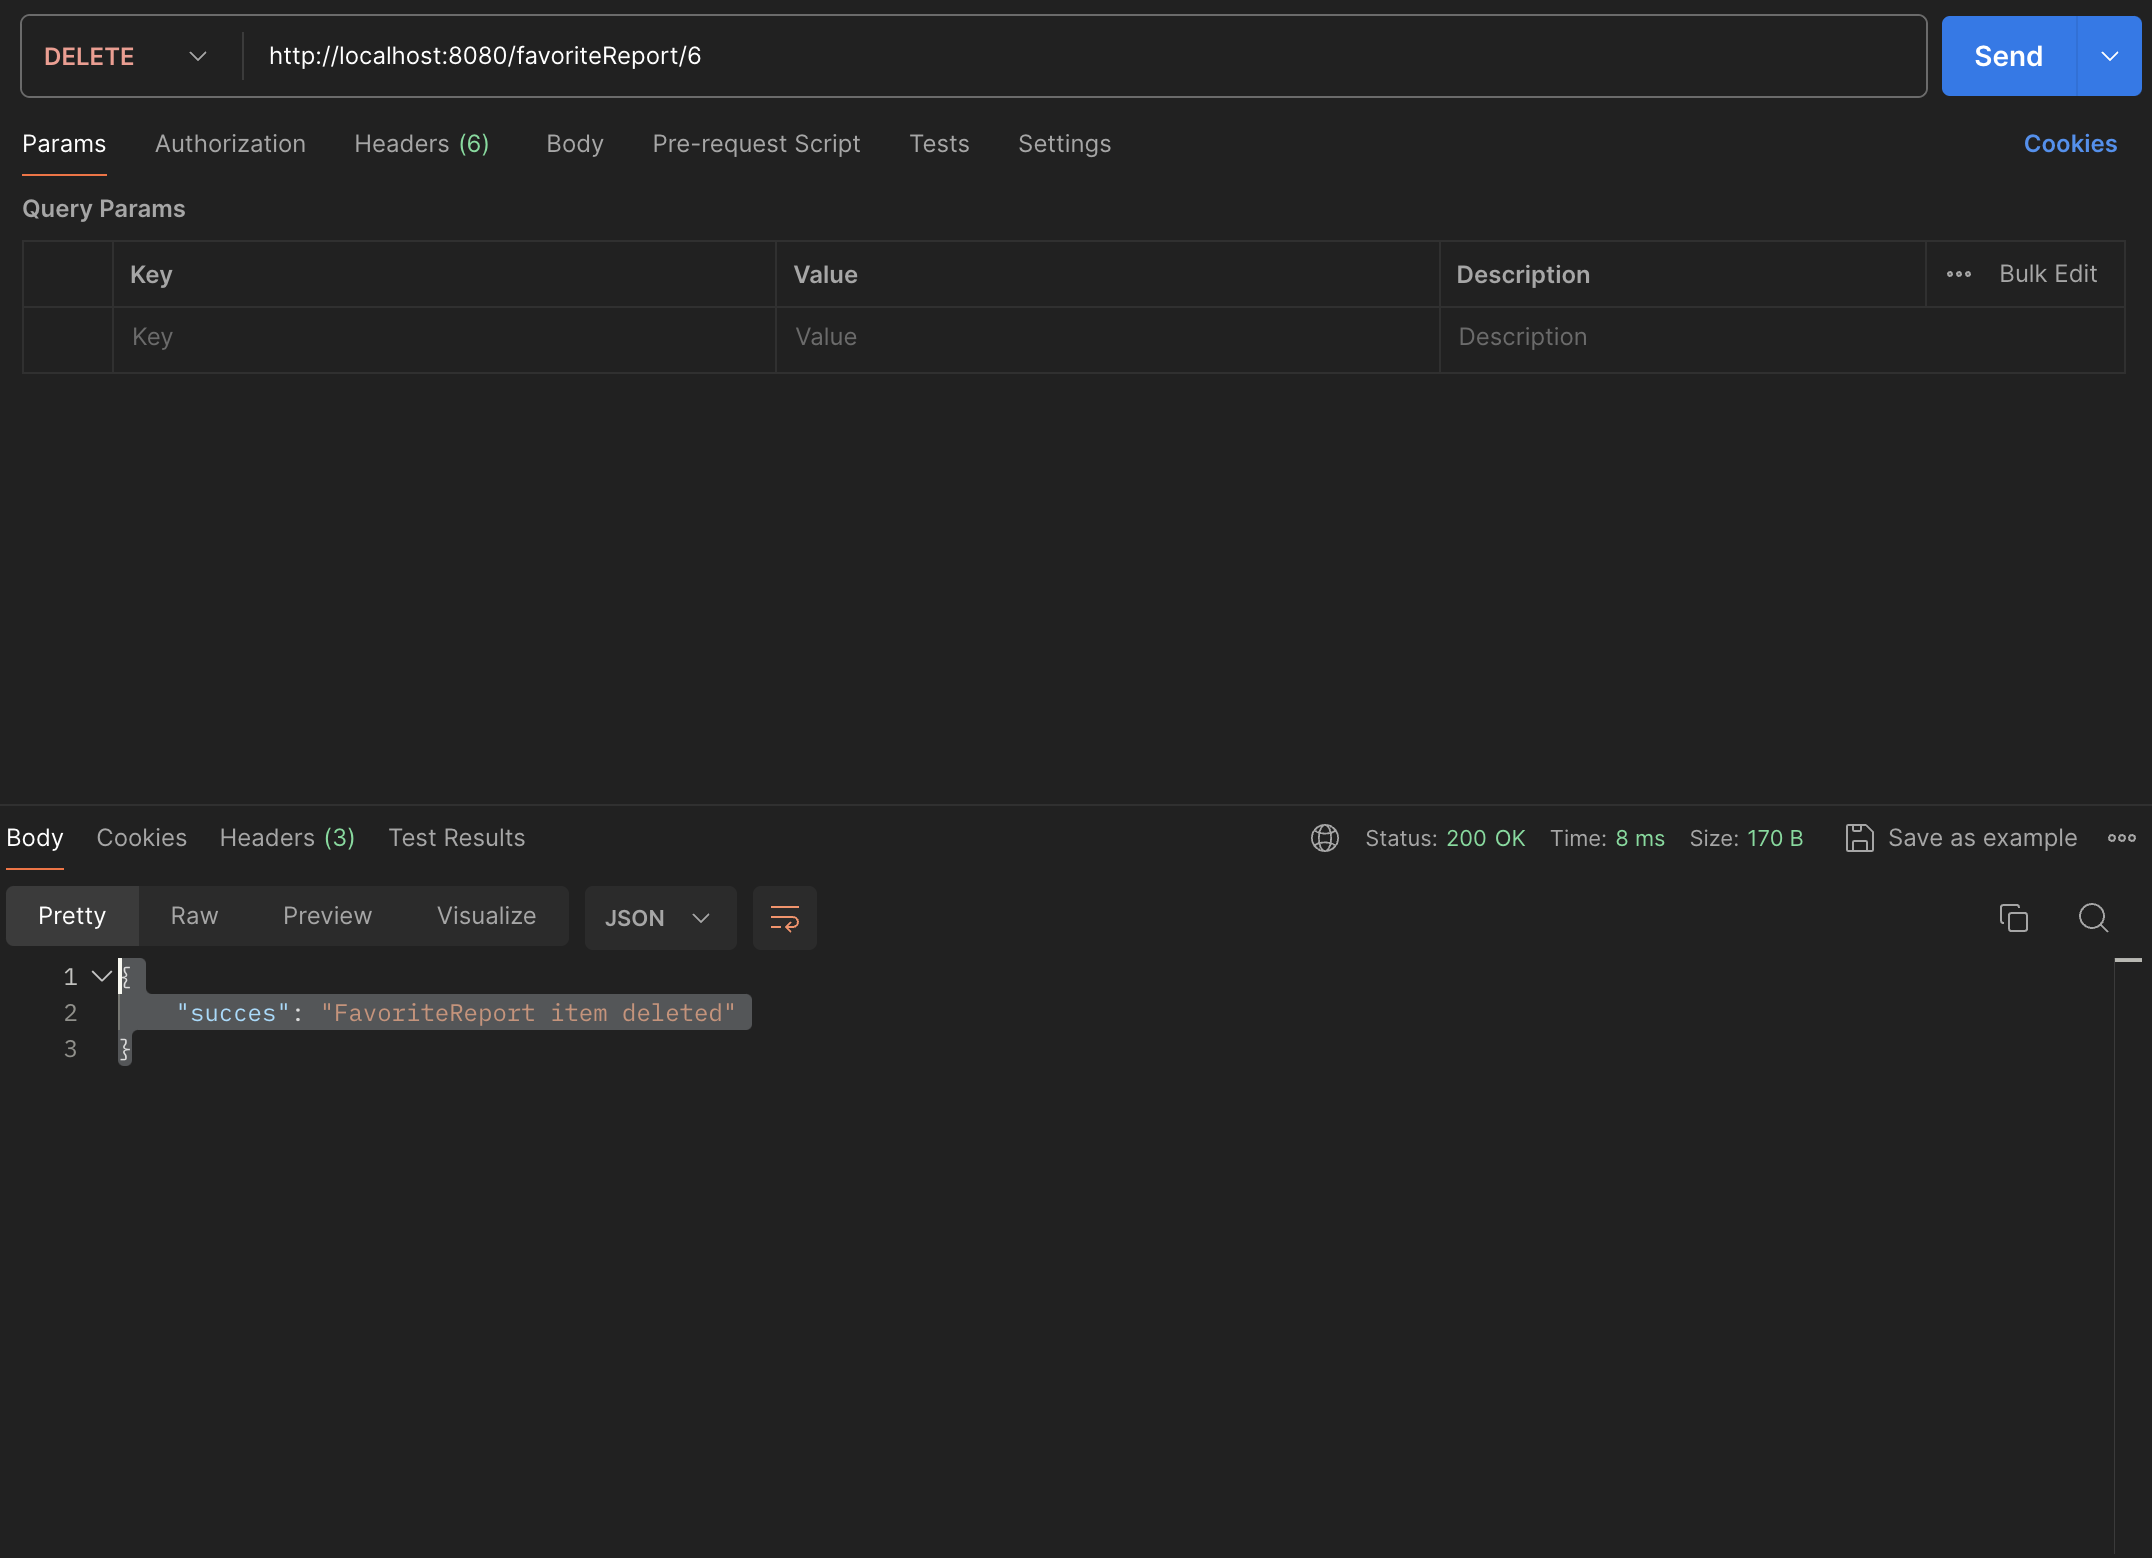 DELETE http://localhost:8080/favoriteReport/6 Send
Params Authorization Headers (6) Body Pre-request Script Tests Settings Cookies
Query Params
Key Value Description Bulk Edit
Key Value Description
Body Cookies Headers (3) Test Results Status: 200 OK Time: 8 ms Size: 170 B Save as example
Pretty Raw Preview Visualize JSON
1 {
2 "succes": "FavoriteReport item deleted"
3 }